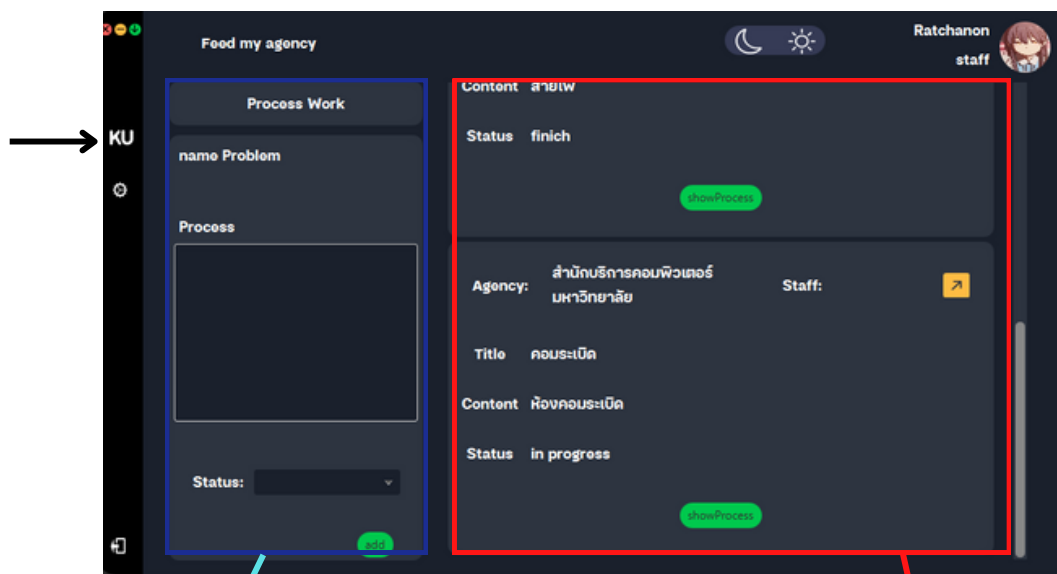 Feed my agency
Ratchanon
staff
KU
Process Work
name Problem
Process
Status:
add
Content สายไฟ
Status finich
showProcess
Agency: สำนักบริการคอมพิวเตอร์
มหาวิทยาลัย
Staff:
Title คอมระเบิด
Content ห้องคอมระเบิด
Status in progress
showProcess